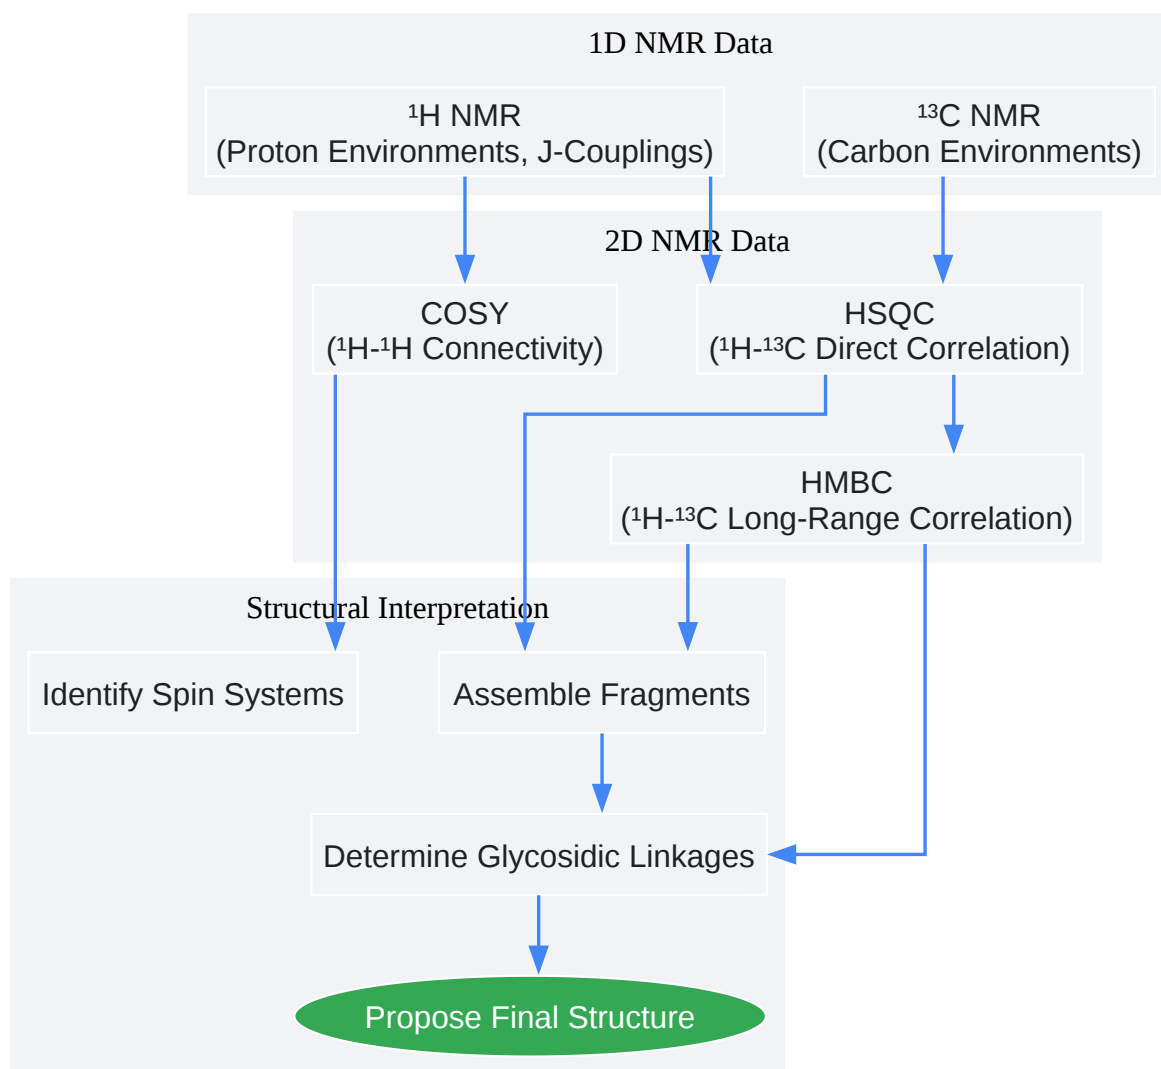 1D NMR Data
¹H NMR
(Proton Environments, J-Couplings)
¹³C NMR
(Carbon Environments)
2D NMR Data
COSY
(¹H-¹H Connectivity)
HSQC
(¹H-¹³C Direct Correlation)
HMBC
(¹H-¹³C Long-Range Correlation)
Structural Interpretation
Identify Spin Systems
Assemble Fragments
Determine Glycosidic Linkages
Propose Final Structure